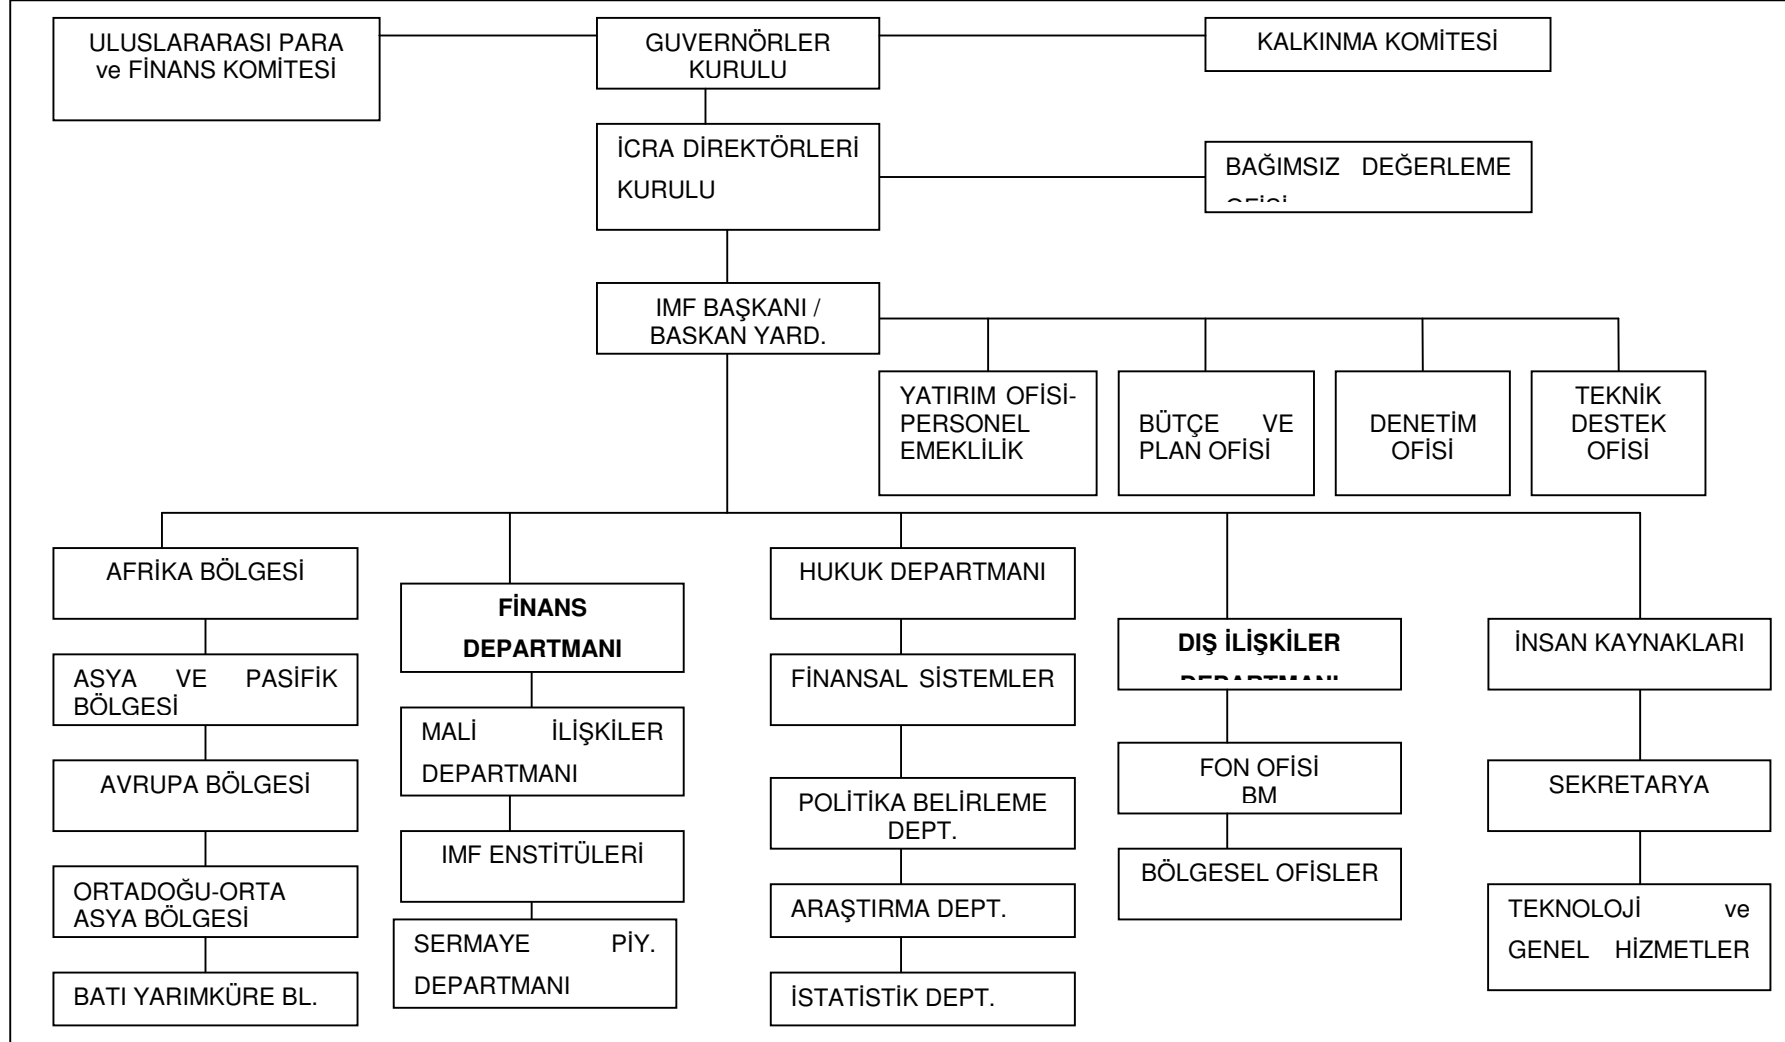 ULUSLARARASI PARA
ve FİNANS KOMİTESİ
GUVERNÖRLER
KURULU
KALKINMA KOMİTESİ
İCRA DİREKTÖRLERİ
KURULU
BAĞIMSIZ DEĞERLEME
OFİSİ
IMF BAŞKANI /
BASKAN YARD.
YATIRIM OFİSİ-
PERSONEL
EMEKLİLİK
BÜTÇE VE
PLAN OFİSİ
DENETİM
OFİSİ
TEKNİK
DESTEK
OFİSİ
AFRİKA BÖLGESİ
ASYA VE PASİFİK
BÖLGESİ
AVRUPA BÖLGESİ
ORTADOĞU-ORTA
ASYA BÖLGESİ
BATI YARIMKÜRE BL.
FİNANS
DEPARTMANI
MALİ İLİŞKİLER
DEPARTMANI
IMF ENSTİTÜLERİ
SERMAYE PİY.
DEPARTMANI
HUKUK DEPARTMANI
FİNANSAL SİSTEMLER
POLİTİKA BELİRLEME
DEPT.
ARAŞTIRMA DEPT.
İSTATİSTİK DEPT.
DIŞ İLİŞKİLER
DEPARTMANI
FON OFİSİ
BM
BÖLGESEL OFİSLER
İNSAN KAYNAKLARI
SEKRETARYA
TEKNOLOJİ ve
GENEL HİZMETLER